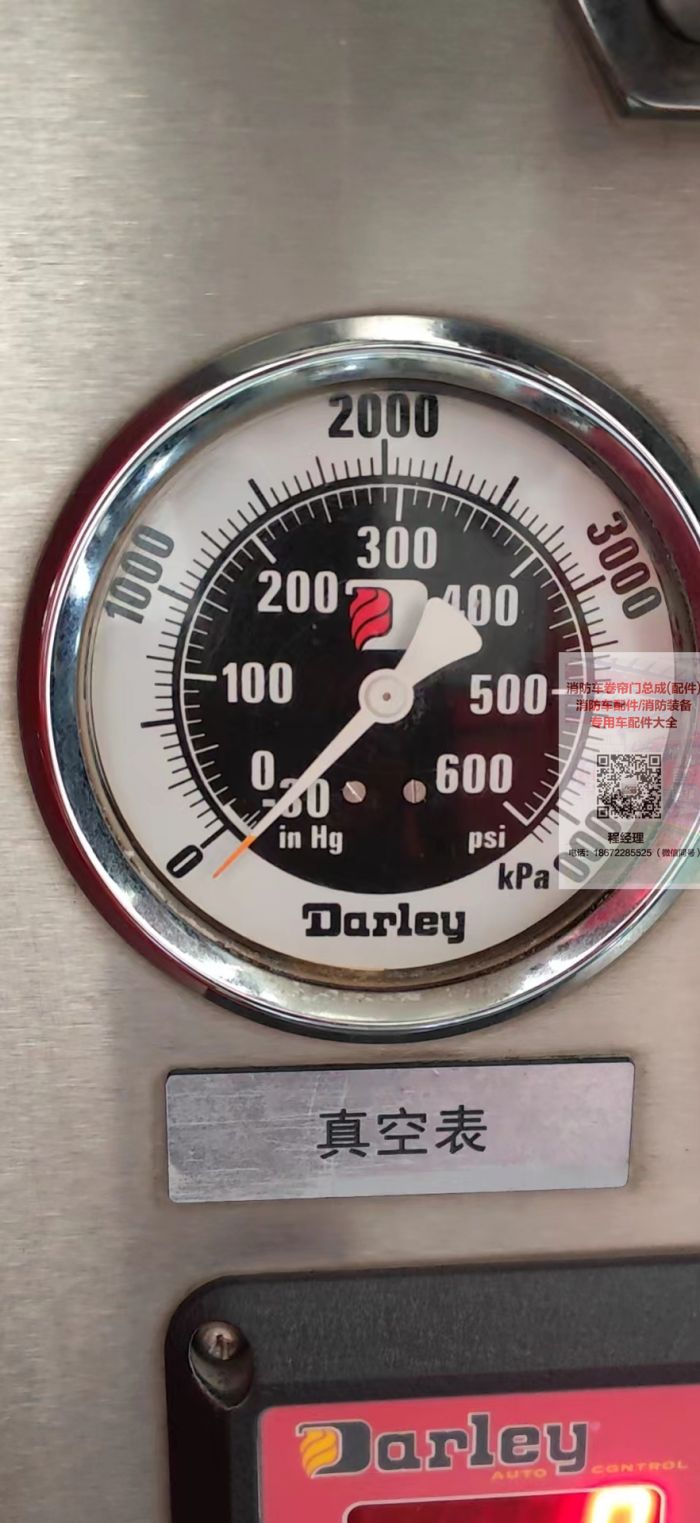 2000
1000
3000
300
200
400
100
500
0
-30
600
in Hg
psi
0
kPa
Darley
消防车卷帘门总成(配件)
消防车配件/消防装备
专用车配件大全
程经理
电话：18672285525（微信同号）
真空表
Darley
AUTO CONTROL
0